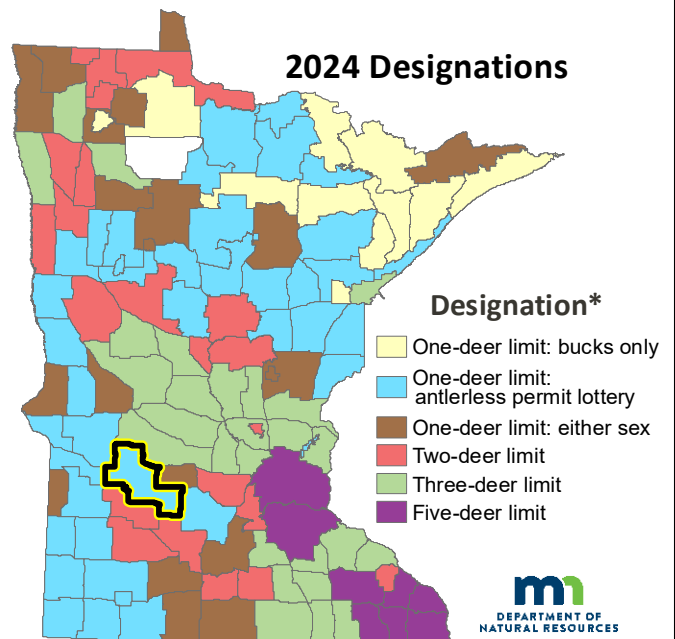 2024 Designations
Designation*
One-deer limit: bucks only
One-deer limit:
antlerless permit lottery
One-deer limit: either sex
Two-deer limit
Three-deer limit
Five-deer limit
mn
DEPARTMENT OF
NATURAL RESOURCES